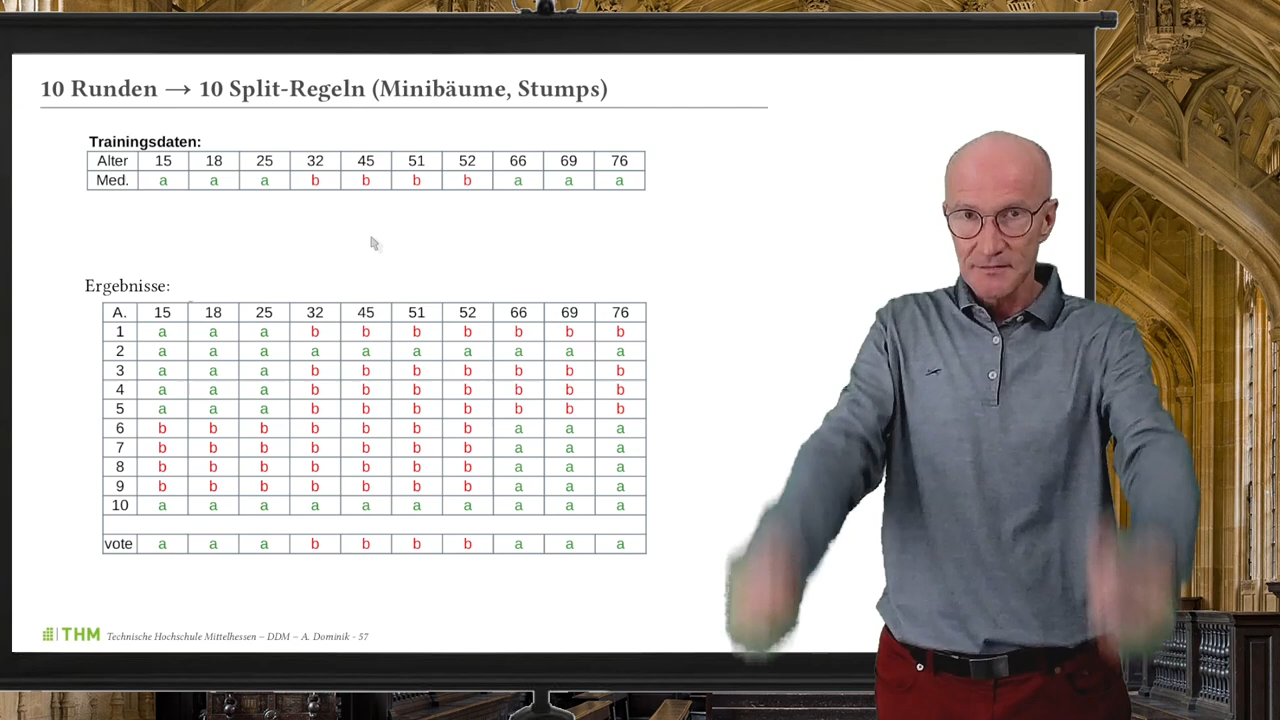 10 Runden → 10 Split-Regeln (Minibäume, Stumps)
Trainingsdaten:
Alter 15 18 25 32 45 51 52 66 69 76
Med. a a a b b b b a a a
Ergebnisse:
A. 15 18 25 32 45 51 52 66 69 76
1 a a a b b b b b b b
2 a a a a a a a a a a
3 a a a b b b b b b b
4 a a a b b b b b b b
5 a a a b b b b b b b
6 b b b b b b b a a a
7 b b b b b b b a a a
8 b b b b b b b a a a
9 b b b b b b b a a a
10 a a a a a a a a a a
vote a a a b b b b a a a
THM Technische Hochschule Mittelhessen – DDM – A. Dominik - 57